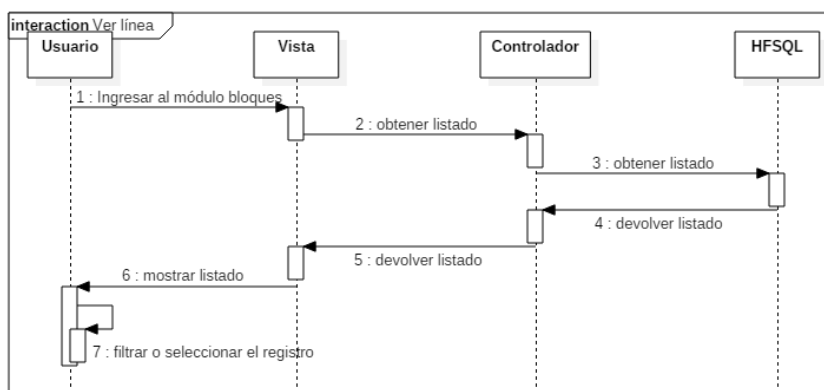 interaction Ver línea
Usuario
Vista
Controlador
HFSQL
1 : Ingresar al módulo bloques
2 : obtener listado
3 : obtener listado
4 : devolver listado
5 : devolver listado
6 : mostrar listado
7 : filtrar o seleccionar el registro